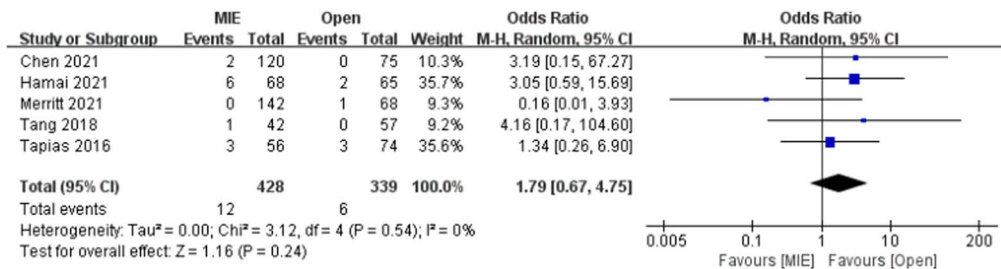 MIE Open Odds Ratio Odds Ratio
Study or Subgroup Events Total Events Total Weight M-H, Random, 95% CI M-H, Random, 95% CI
Chen 2021 2 120 0 75 10.3% 3.19 [0.15, 67.27]
Hamai 2021 6 68 2 65 35.7% 3.05 [0.59, 15.69]
Merritt 2021 0 142 1 68 9.3% 0.16 [0.01, 3.93]
Tang 2018 1 42 0 57 9.2% 4.16 [0.17, 104.60]
Tapias 2016 3 56 3 74 35.6% 1.34 [0.26, 6.90]
Total (95% CI) 428 339 100.0% 1.79 [0.67, 4.75]
Total events 12 6
Heterogeneity: Tau² = 0.00; Chi² = 3.12, df = 4 (P = 0.54); I² = 0%
Test for overall effect: Z = 1.16 (P = 0.24)
0.005 0.1 1 10 200
Favours [MIE] Favours [Open]